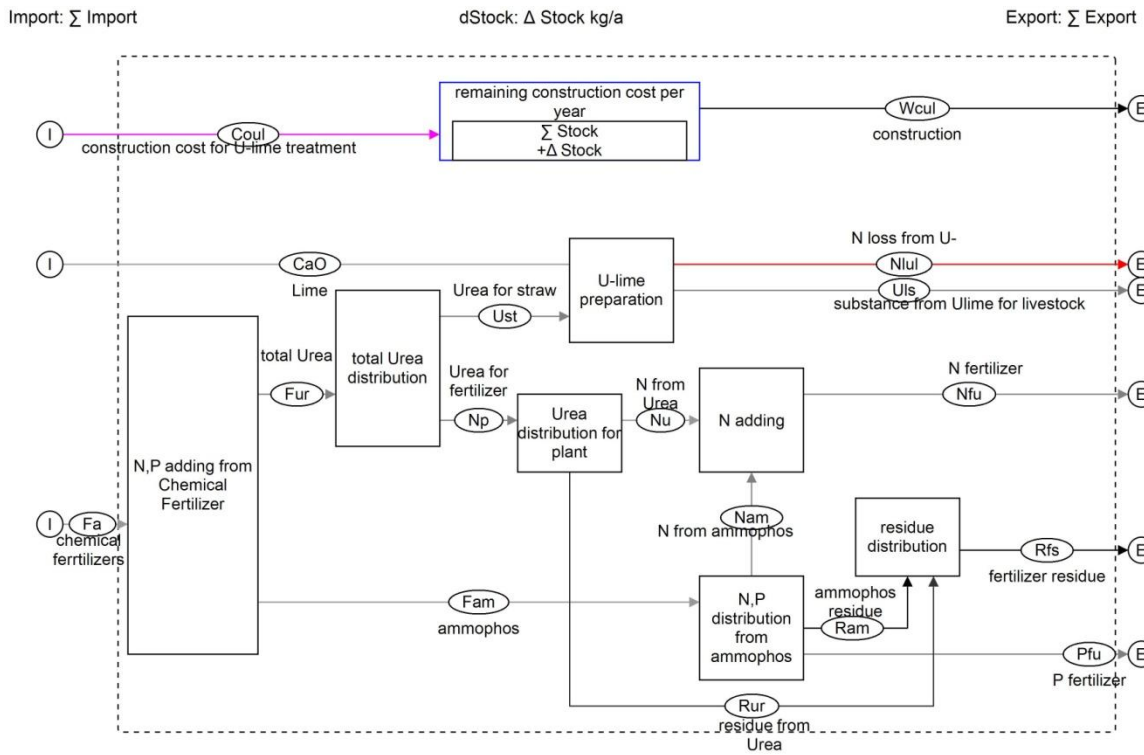 Import: ∑ Import
dStock: Δ Stock kg/a
Export: ∑ Export
I
Coul
construction cost for U-lime treatment
remaining construction cost per
year
∑ Stock
+Δ Stock
Wcul
construction
E
I
CaO
Lime
U-lime
preparation
N loss from U-
Nlul
E
Uls
substance from Ulime for livestock
E
Urea for straw
Ust
total Urea
Fur
total Urea
distribution
Urea for
fertilizer
Np
Urea
distribution for
plant
N from
Urea
Nu
N adding
N fertilizer
Nfu
E
N,P adding from
Chemical
Fertilizer
I
Fa
chemical
ferrtilizers
Nam
N from ammophos
residue
distribution
Rfs
fertilizer residue
E
Fam
ammophos
N,P
distribution
from
ammophos
ammophos
residue
Ram
Pfu
P fertilizer
E
Rur
residue from
Urea